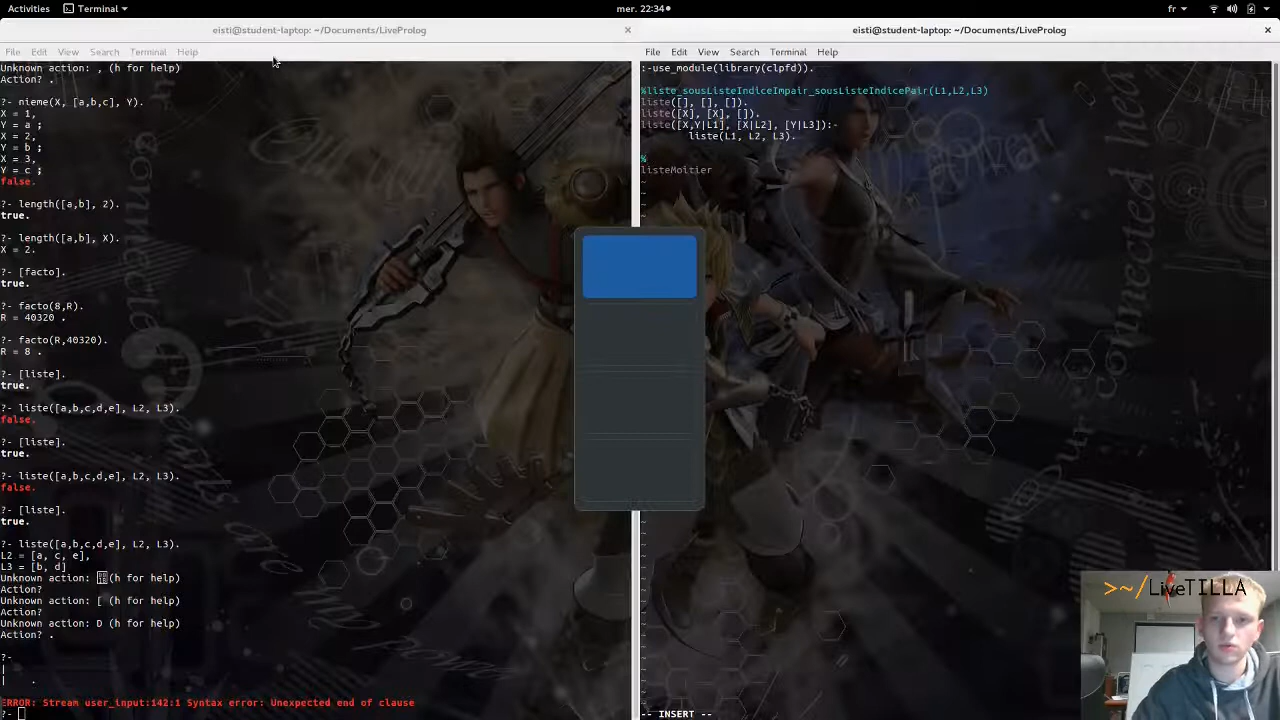 Activities Terminal mer. 22:34 fr
eisti@student-laptop: ~/Documents/LiveProlog
File Edit View Search Terminal Help
Unknown action: , (h for help)
Action? .
?- nieme(X, [a,b,c], Y).
X = 1,
Y = a ;
X = 2,
Y = b ;
X = 3,
Y = c ;
false.
?- length([a,b], 2).
true.
?- length([a,b], X).
X = 2.
?- [facto].
true.
?- facto(8,R).
R = 40320 .
?- facto(R,40320).
R = 8 .
?- [liste].
true.
?- liste([a,b,c,d,e], L2, L3).
false.
?- [liste].
true.
?- liste([a,b,c,d,e], L2, L3).
false.
?- [liste].
true.
?- liste([a,b,c,d,e], L2, L3).
L2 = [a, c, e],
L3 = [b, d]
Unknown action: (h for help)
Action?
Unknown action: [ (h for help)
Action?
Unknown action: D (h for help)
Action? .
?-
|
| .
ERROR: Stream user_input:142:1 Syntax error: Unexpected end of clause
?-
eisti@student-laptop: ~/Documents/LiveProlog
File Edit View Search Terminal Help
:-use_module(library(clpfd)).
%liste_sousListeIndiceImpair_sousListeIndicePair(L1,L2,L3)
liste([], [], []).
liste([X], [X], []).
liste([X,Y|L1], [X|L2], [Y|L3]):-
liste(L1, L2, L3).
%
listeMoitier
~
~
~
~
-- INSERT --
>~/LiveTILLA